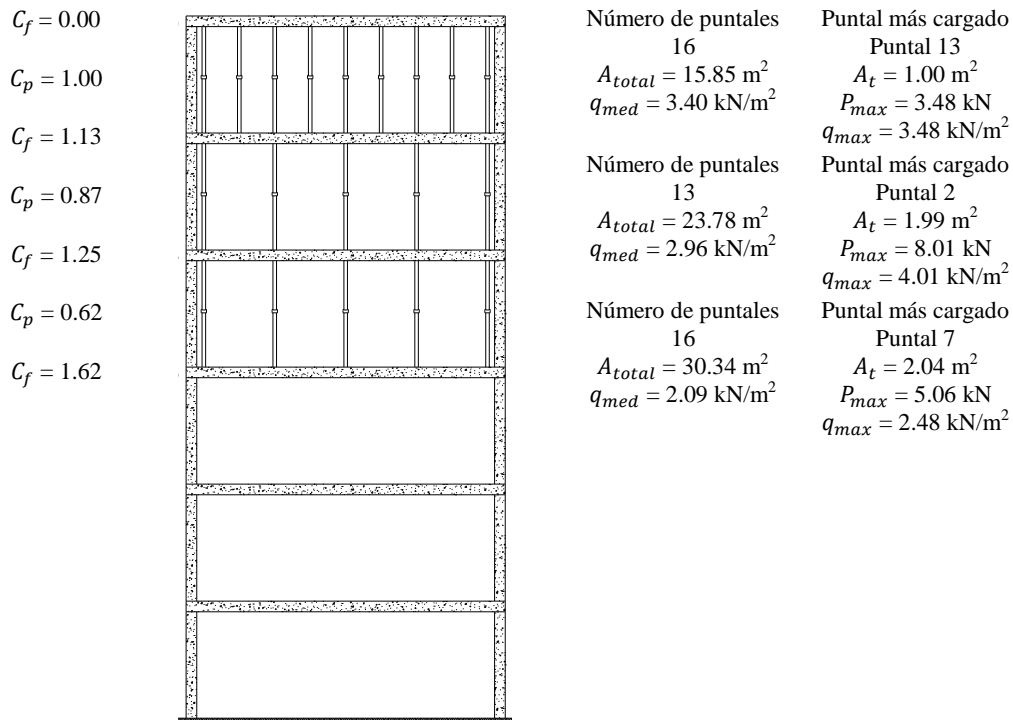 C_f = 0.00
C_p = 1.00
C_f = 1.13
C_p = 0.87
C_f = 1.25
C_p = 0.62
C_f = 1.62
Número de puntales
16
A_total = 15.85 m²
q_med = 3.40 kN/m²
Puntal más cargado
Puntal 13
A_t = 1.00 m²
P_max = 3.48 kN
q_max = 3.48 kN/m²
Número de puntales
13
A_total = 23.78 m²
q_med = 2.96 kN/m²
Puntal más cargado
Puntal 2
A_t = 1.99 m²
P_max = 8.01 kN
q_max = 4.01 kN/m²
Número de puntales
16
A_total = 30.34 m²
q_med = 2.09 kN/m²
Puntal más cargado
Puntal 7
A_t = 2.04 m²
P_max = 5.06 kN
q_max = 2.48 kN/m²